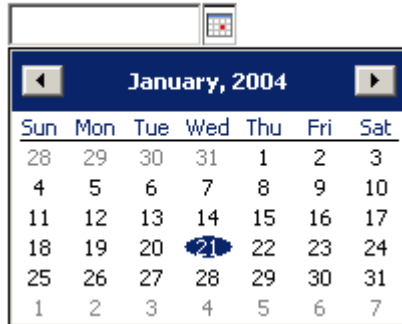 January, 2004
Sun Mon Tue Wed Thu Fri Sat
28 29 30 31 1 2 3
4 5 6 7 8 9 10
11 12 13 14 15 16 17
18 19 20 21 22 23 24
25 26 27 28 29 30 31
1 2 3 4 5 6 7